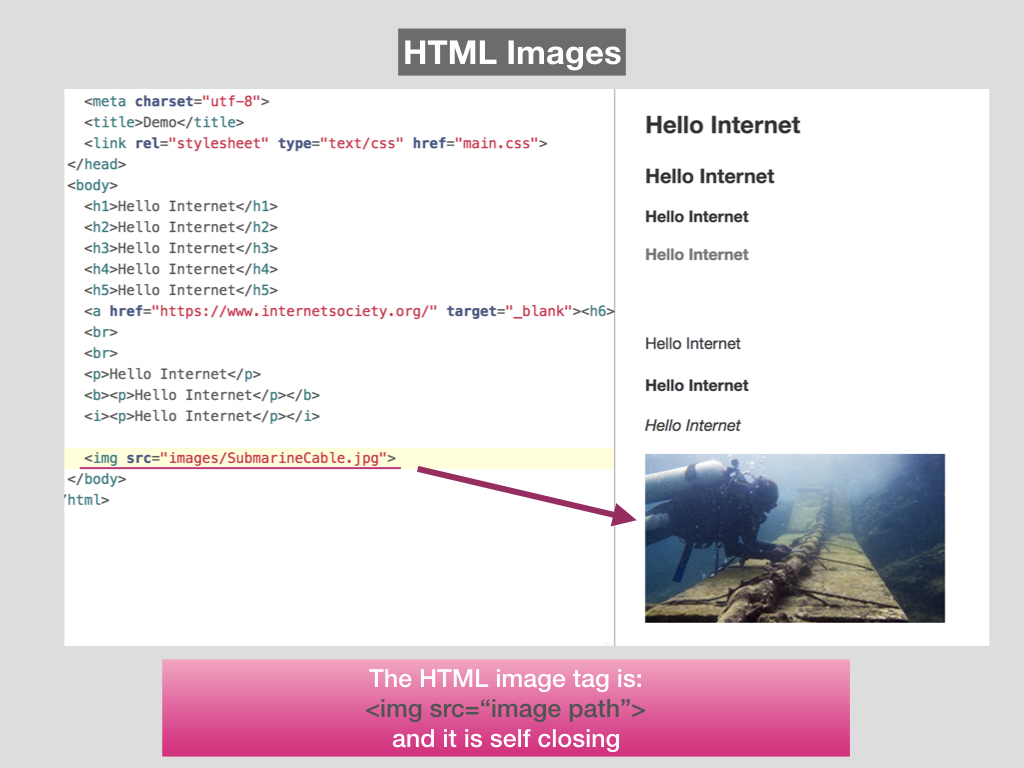 HTML Images
<meta charset="utf-8">
<title>Demo</title>
<link rel="stylesheet" type="text/css" href="main.css">
</head>
<body>
<h1>Hello Internet</h1>
<h2>Hello Internet</h2>
<h3>Hello Internet</h3>
<h4>Hello Internet</h4>
<h5>Hello Internet</h5>
<a href="https://www.internetsociety.org/" target="_blank"><h6>
<br>
<br>
<p>Hello Internet</p>
<b><p>Hello Internet</p></b>
<i><p>Hello Internet</p></i>
<img src="images/SubmarineCable.jpg">
</body>
/html>
Hello Internet
Hello Internet
Hello Internet
Hello Internet
Hello Internet
Hello Internet
Hello Internet
The HTML image tag is:
<img src=“image path”>
and it is self closing